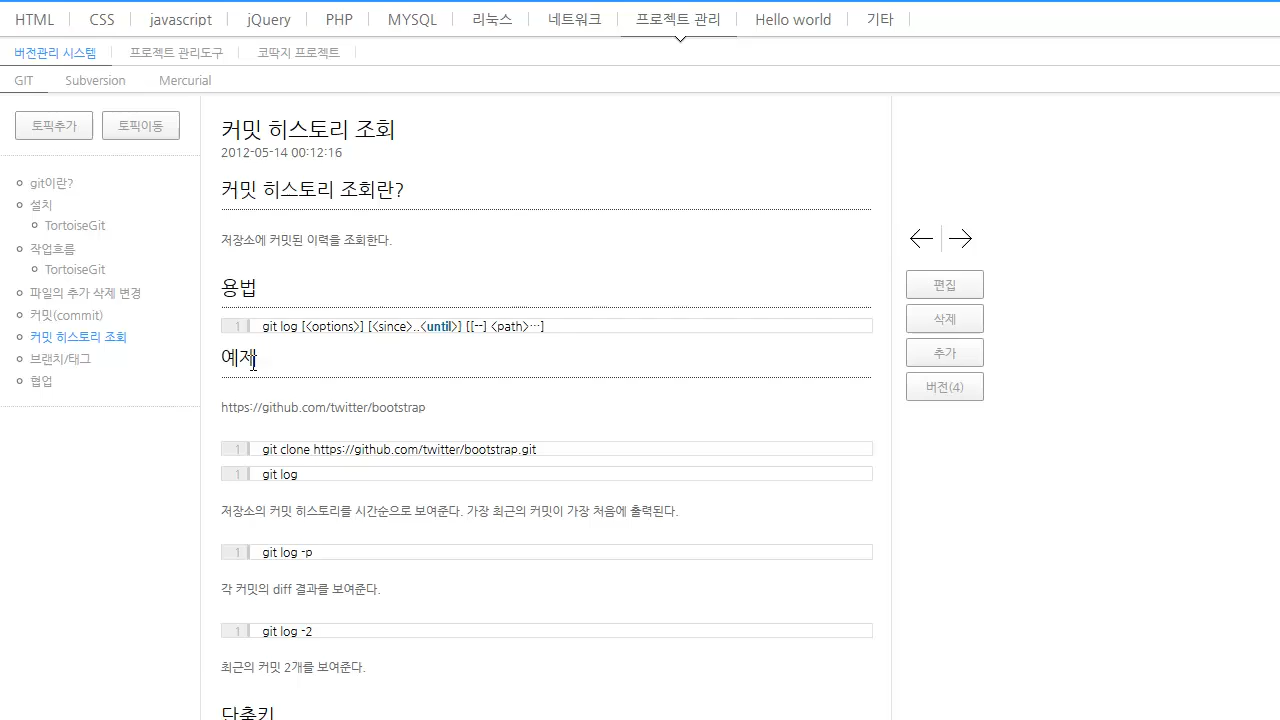 HTML CSS javascript jQuery PHP MYSQL 리눅스 네트워크 프로젝트 관리 Hello world 기타
버전관리 시스템 프로젝트 관리도구 코딱지 프로젝트
GIT Subversion Mercurial
토픽추가 토픽이동
git이란?
설치
TortoiseGit
작업흐름
TortoiseGit
파일의 추가 삭제 변경
커밋(commit)
커밋 히스토리 조회
브랜치/태그
협업
커밋 히스토리 조회
2012-05-14 00:12:16
커밋 히스토리 조회란?
저장소에 커밋된 이력을 조회한다.
용법
1 git log [<options>] [<since>..<until>] [[--] <path>…]
예제
https://github.com/twitter/bootstrap
1 git clone https://github.com/twitter/bootstrap.git
1 git log
저장소의 커밋 히스토리를 시간순으로 보여준다. 가장 최근의 커밋이 가장 처음에 출력된다.
1 git log -p
각 커밋의 diff 결과를 보여준다.
1 git log -2
최근의 커밋 2개를 보여준다.
단축키
편집
삭제
추가
버전(4)